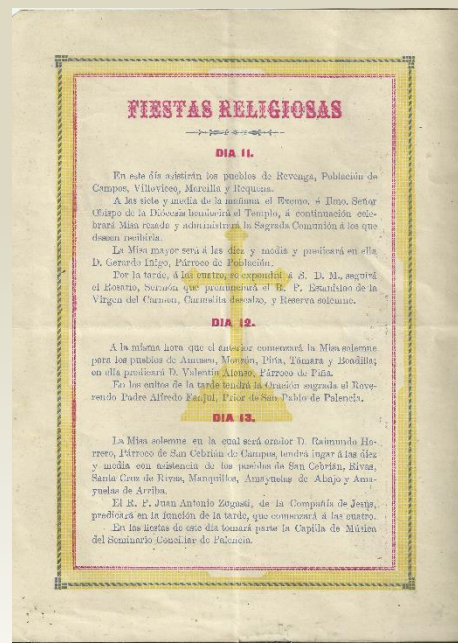 FIESTAS RELIGIOSAS
DIA 11.
En este día asistirán los pueblos de Revenga, Población de
Campos, Villovieco, Marcilla y Requena.
A las siete y media de la mañana el Excmo. é Ilmo. Señor
Obispo de la Diócesis bendecirá el Templo, á continuación cele-
brará Misa rezada y administrará la Sagrada Comunión á los que
deseen recibirla.
La Misa mayor será á las diez y media y predicará en ella
D. Gerardo Iñigo, Párroco de Población.
Por la tarde, á las cuatro, se expondrá á S. D. M., seguirá
el Rosario, Sermón que pronunciará el R. P. Estanislao de la
Virgen del Carmen, Carmelita descalzo, y Reserva solemne.
DIA 12.
A la misma hora que el anterior comenzará la Misa solemne
para los pueblos de Amusco, Monzón, Piña, Támara y Boadilla;
en ella predicará D. Valentín Alonso, Párroco de Piña.
En los cultos de la tarde tendrá la Oración sagrada el Reve-
rendo Padre Alfredo Fanjul, Prior de San Pablo de Palencia.
DIA 13.
La Misa solemne en la cual será orador D. Raimundo He-
rrero, Párroco de San Cebrián de Campos, tendrá lugar á las diez
y media con asistencia de los pueblos de San Cebrián, Rivas,
Santa Cruz de Rivas, Manquillos, Amayuelas de Abajo y Ama-
yuelas de Arriba.
El R. P. Juan Antonio Zugasti, de la Compañía de Jesús,
predicará en la función de la tarde, que comenzará á las cuatro.
En las fiestas de este día tomará parte la Capilla de Música
del Seminario Conciliar de Palencia.